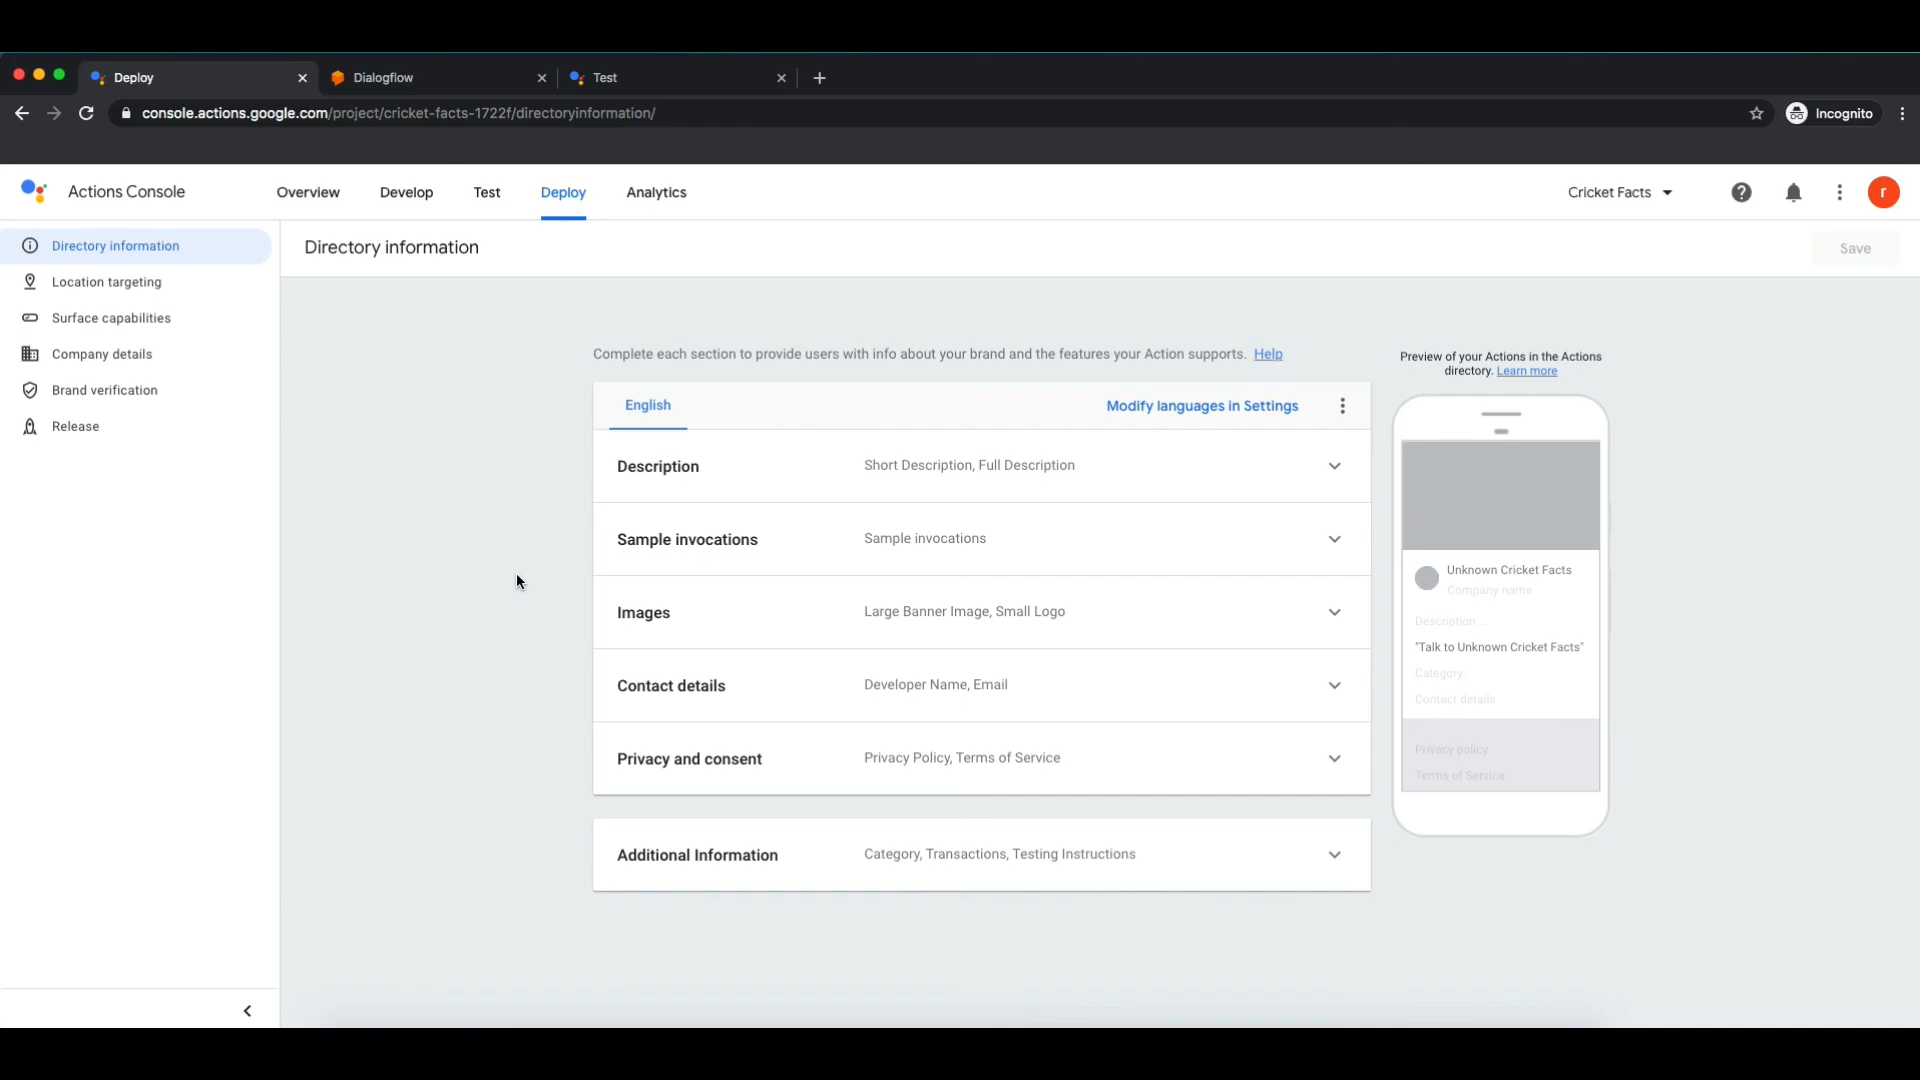 Deploy
Dialogflow
Test
console.actions.google.com/project/cricket-facts-1722f/directoryinformation/
Incognito
Actions Console
Overview
Develop
Test
Deploy
Analytics
Cricket Facts
r
Directory information
Location targeting
Surface capabilities
Company details
Brand verification
Release
Directory information
Save
Complete each section to provide users with info about your brand and the features your Action supports. Help
English
Modify languages in Settings
Description
Short Description, Full Description
Sample invocations
Sample invocations
Images
Large Banner Image, Small Logo
Contact details
Developer Name, Email
Privacy and consent
Privacy Policy, Terms of Service
Additional Information
Category, Transactions, Testing Instructions
Preview of your Actions in the Actions
directory. Learn more
Unknown Cricket Facts
Company name
Description ...
"Talk to Unknown Cricket Facts"
Category:
Contact details
Privacy policy
Terms of Service